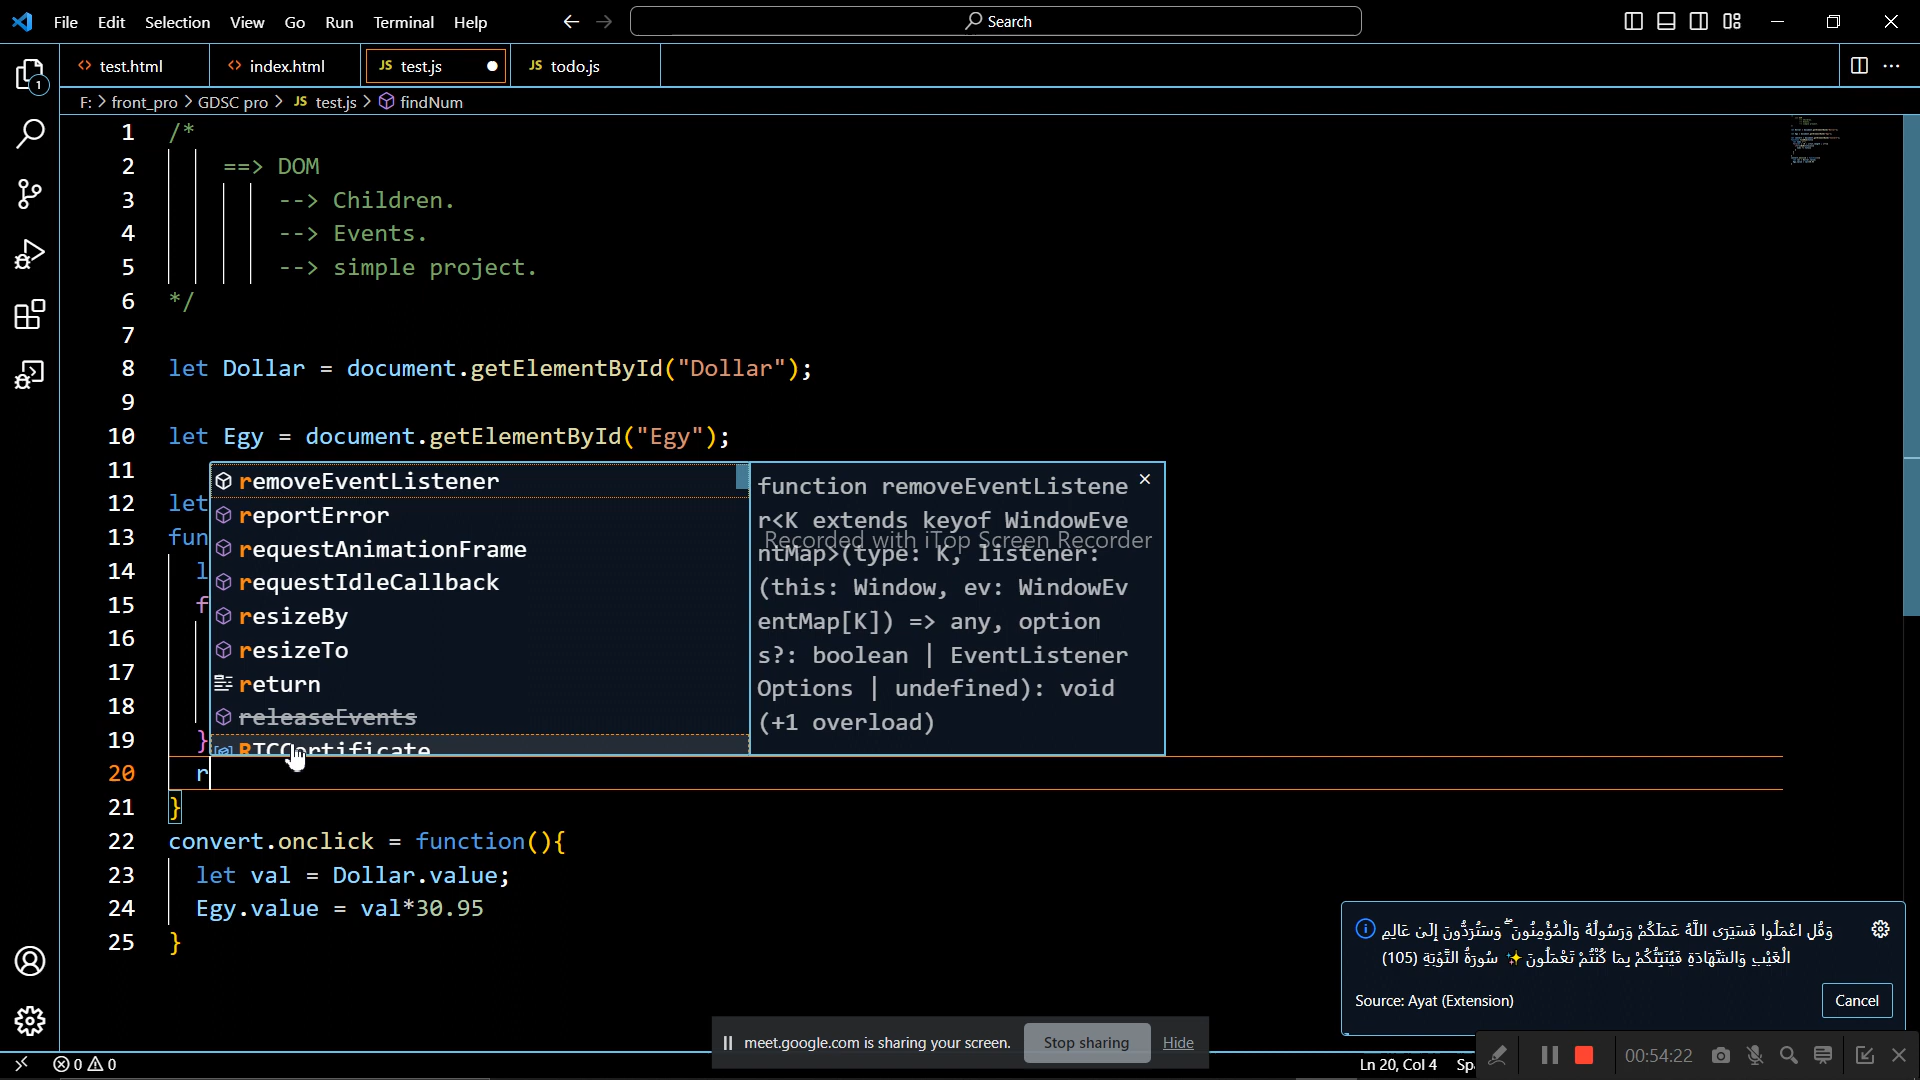 File Edit Selection View Go Run Terminal Help
Search
test.html
index.html
JS test.js
JS todo.js
1
F: > front_pro > GDSC pro > JS test.js > findNum
1 /*
2 ==> DOM
3 --> Children.
4 --> Events.
5 --> simple project.
6 */
7
8 let Dollar = document.getElementById("Dollar");
9
10 let Egy = document.getElementById("Egy");
11
12 let
13 fun
14 l
15 f
16
17
18
19 }
20 r
21 }
22 convert.onclick = function(){
23 let val = Dollar.value;
24 Egy.value = val*30.95
25 }
removeEventListener
reportError
requestAnimationFrame
requestIdleCallback
resizeBy
resizeTo
return
releaseEvents
RTCCertificate
function removeEventListene
r<K extends keyof WindowEve
ntMap>(type: K, listener:
(this: Window, ev: WindowEv
entMap[K]) => any, option
s?: boolean | EventListener
Options | undefined): void
(+1 overload)
Recorded with iTop Screen Recorder
وَقُلِ اعْمَلُوا فَسَيَرَى اللَّهُ عَمَلَكُمْ وَرَسُولُهُ وَالْمُؤْمِنُونَ ۖ وَسَتُرَدُّونَ إِلَىٰ عَالِمِ
الْغَيْبِ وَالشَّهَادَةِ فَيُنَبِّئُكُم بِمَا كُنتُمْ تَعْمَلُونَ ✨ سُورَةُ التَّوْبَةِ (105)
Source: Ayat (Extension)
Cancel
meet.google.com is sharing your screen.
Stop sharing
Hide
0 0
Ln 20, Col 4
00:54:22